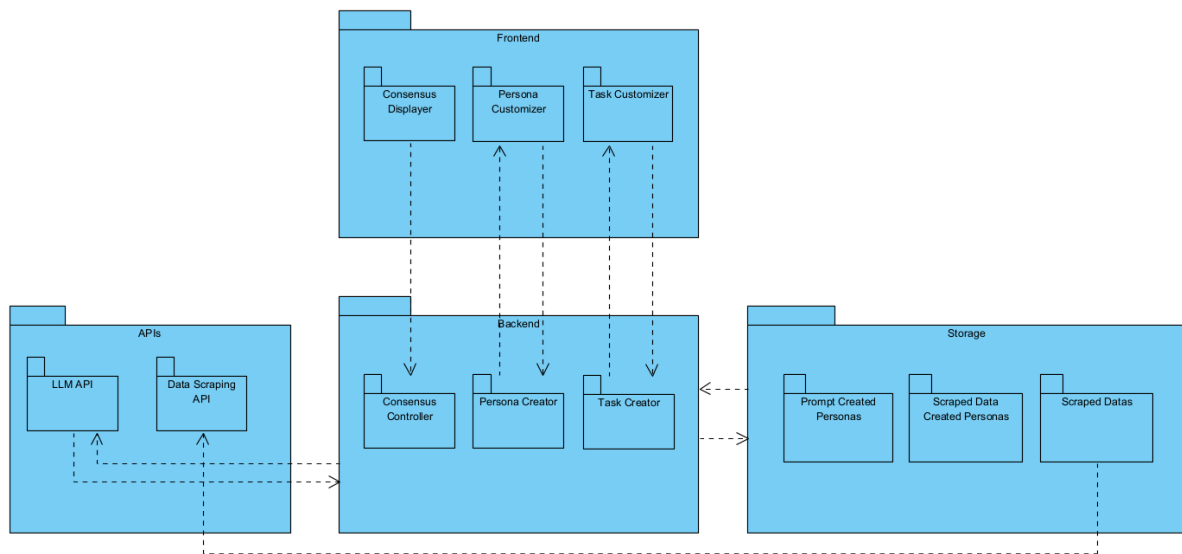 Frontend
Consensus
Displayer
Persona
Customizer
Task Customizer
APIs
LLM API
Data Scraping
API
Backend
Consensus
Controller
Persona Creator
Task Creator
Storage
Prompt Created
Personas
Scraped Data
Created Personas
Scraped Datas